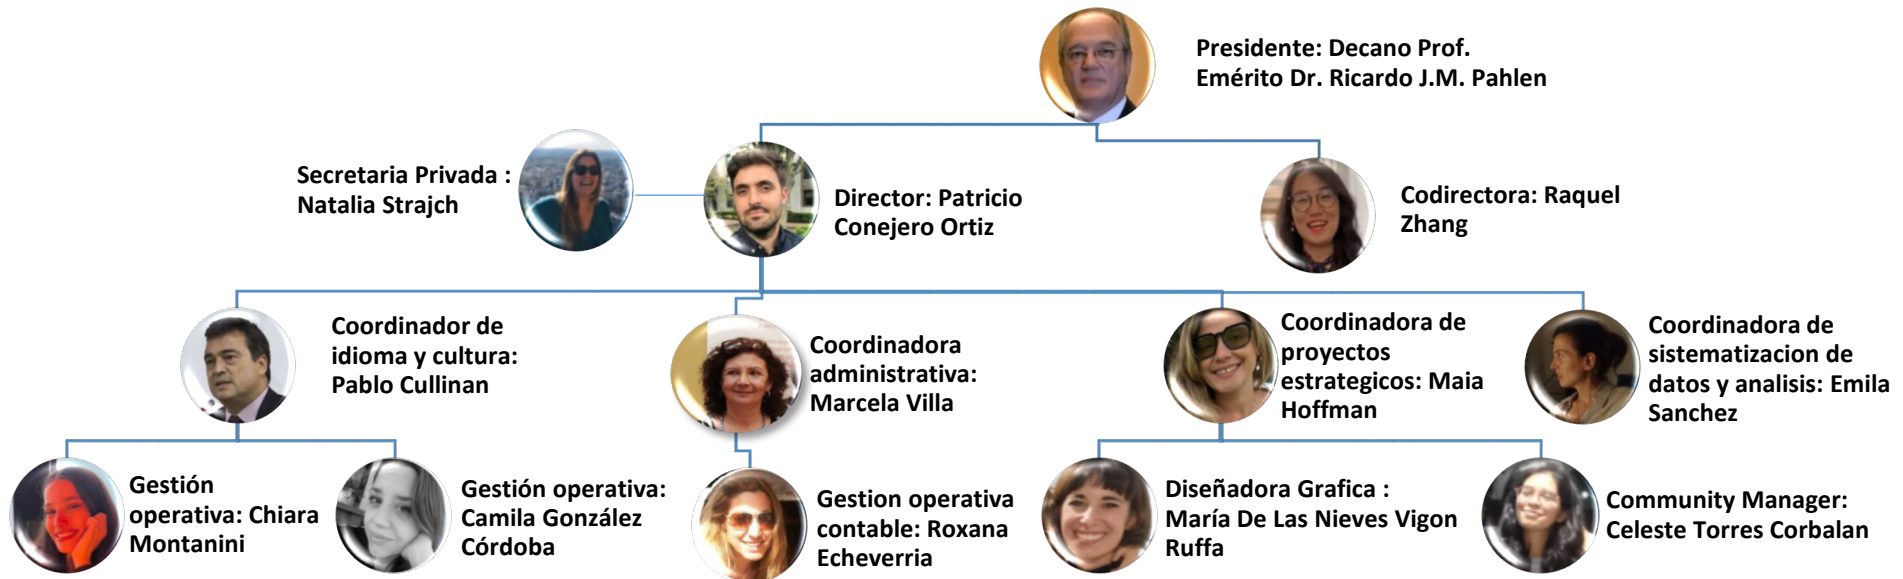 Presidente: Decano Prof.
Emérito Dr. Ricardo J.M. Pahlen
Secretaria Privada :
Natalia Strajch
Director: Patricio
Conejero Ortiz
Codirectora: Raquel
Zhang
Coordinador de
idioma y cultura:
Pablo Cullinan
Coordinadora
administrativa:
Marcela Villa
Coordinadora de
proyectos
estrategicos: Maia
Hoffman
Coordinadora de
sistematizacion de
datos y analisis: Emila
Sanchez
Gestión
operativa: Chiara
Montanini
Gestión operativa:
Camila González
Córdoba
Gestion operativa
contable: Roxana
Echeverria
Diseñadora Grafica :
María De Las Nieves Vigon
Ruffa
Community Manager:
Celeste Torres Corbalan